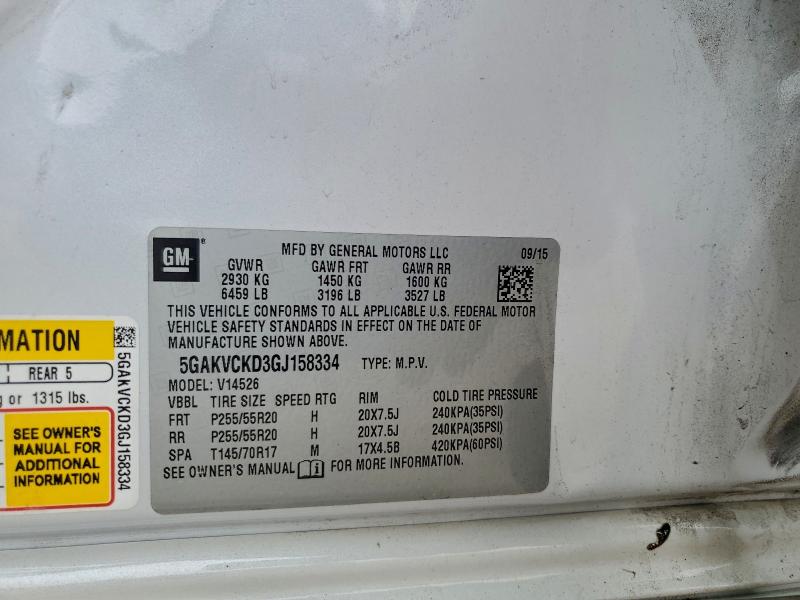 GM ®
MFD BY GENERAL MOTORS LLC 09/15
GVWR GAWR FRT GAWR RR
2930 KG 1450 KG 1600 KG
6459 LB 3196 LB 3527 LB
THIS VEHICLE CONFORMS TO ALL APPLICABLE U.S. FEDERAL MOTOR
VEHICLE SAFETY STANDARDS IN EFFECT ON THE DATE OF
MANUFACTURE SHOWN ABOVE.
5GAKVCKD3GJ158334 TYPE: M.P.V.
MODEL: V14526
VBBL TIRE SIZE SPEED RTG RIM COLD TIRE PRESSURE
FRT P255/55R20 H 20X7.5J 240KPA(35PSI)
RR P255/55R20 H 20X7.5J 240KPA(35PSI)
SPA T145/70R17 M 17X4.5B 420KPA(60PSI)
SEE OWNER'S MANUAL i FOR MORE INFORMATION.
MATION
REAR 5
or 1315 lbs.
SEE OWNER'S
MANUAL FOR
ADDITIONAL
INFORMATION
5GAKVCKD3GJ158334